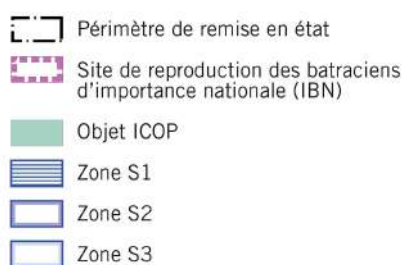 Périmètre de remise en état
Site de reproduction des batraciens
d'importance nationale (IBN)
Objet ICOP
Zone S1
Zone S2
Zone S3